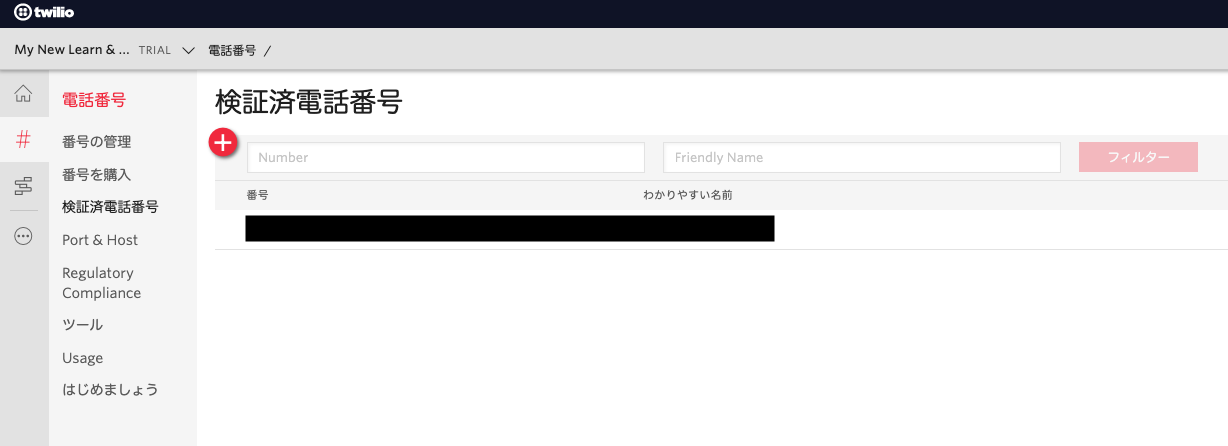 twilio
My New Learn & ... TRIAL 電話番号 /
電話番号
番号の管理
番号を購入
検証済電話番号
Port & Host
Regulatory
Compliance
ツール
Usage
はじめましょう
検証済電話番号
Number Friendly Name フィルター
番号 わかりやすい名前